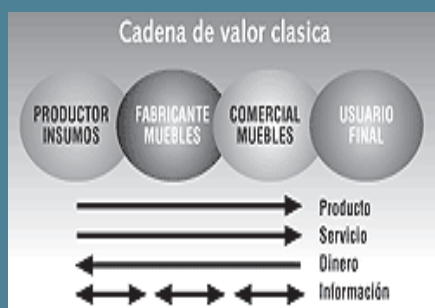 Cadena de valor clasica
PRODUCTOR INSUMOS
FABRICANTE MUEBLES
COMERCIAL MUEBLES
USUARIO FINAL
Producto
Servicio
Dinero
Información